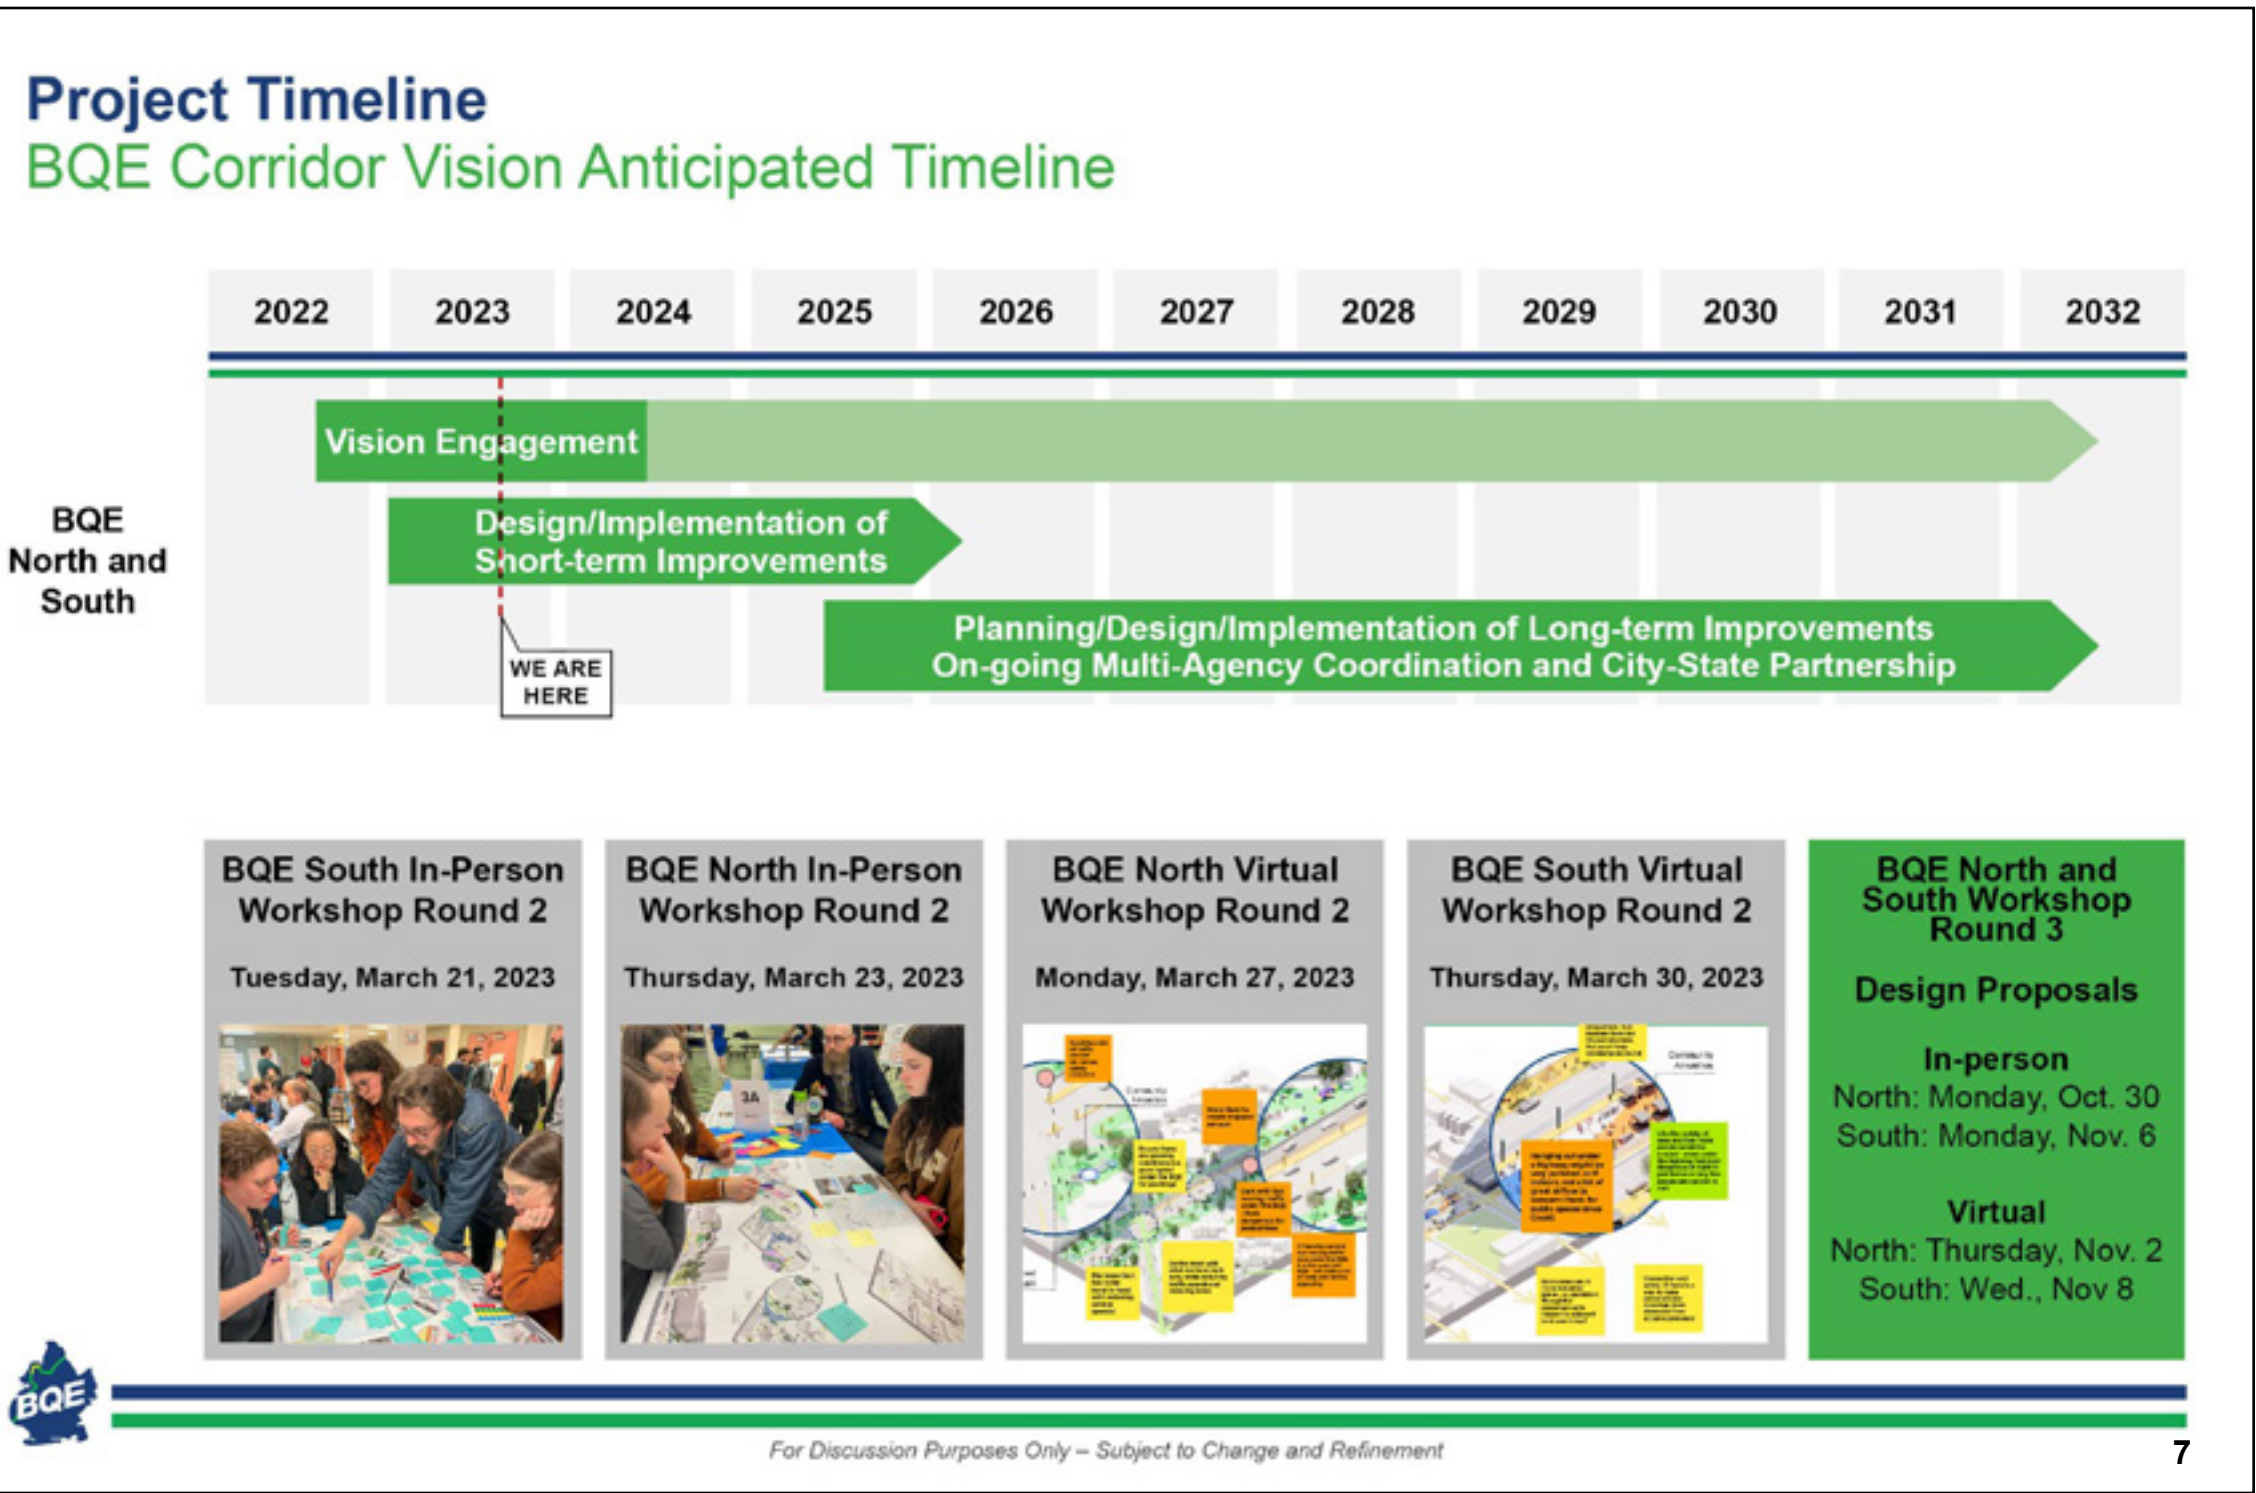 Project Timeline
BQE Corridor Vision Anticipated Timeline
2022 2023 2024 2025 2026 2027 2028 2029 2030 2031 2032
Vision Engagement
BQE
North and
South
Design/Implementation of
Short-term Improvements
Planning/Design/Implementation of Long-term Improvements
On-going Multi-Agency Coordination and City-State Partnership
WE ARE
HERE
BQE South In-Person
Workshop Round 2
Tuesday, March 21, 2023
BQE North In-Person
Workshop Round 2
Thursday, March 23, 2023
3A
BQE North Virtual
Workshop Round 2
Monday, March 27, 2023
BQE South Virtual
Workshop Round 2
Thursday, March 30, 2023
BQE North and
South Workshop
Round 3
Design Proposals
In-person
North: Monday, Oct. 30
South: Monday, Nov. 6
Virtual
North: Thursday, Nov. 2
South: Wed., Nov 8
BQE
For Discussion Purposes Only – Subject to Change and Refinement
7